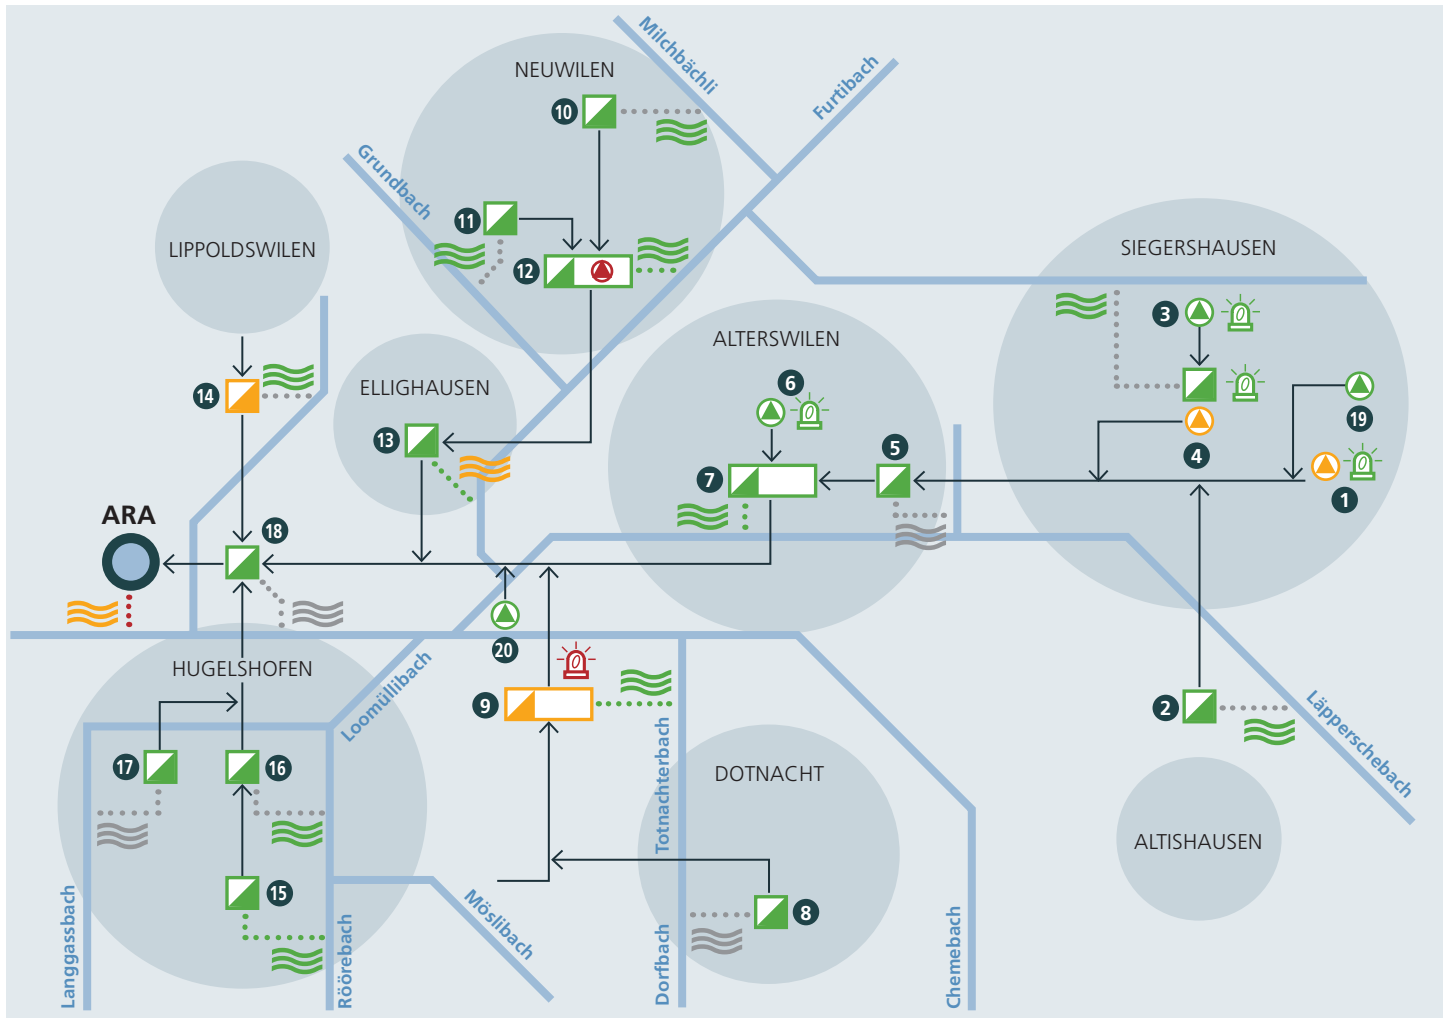 Milchbächli
Furtibach
NEUWILEN
10
Grundbach
11
12
LIPPOLDSWILEN
SIEGERSHAUSEN
3
ALTERSWILEN
ELLIGHAUSEN
14
6
19
4
13
5
7
1
ARA
18
20
HUGELSHOFEN
Loomüllibach
9
2
Läpperschebach
17
16
DOTNACHT
Totnachterbach
ALTISHAUSEN
15
8
Möslibach
Langgassbach
Röörebach
Dorfbach
Chemebach